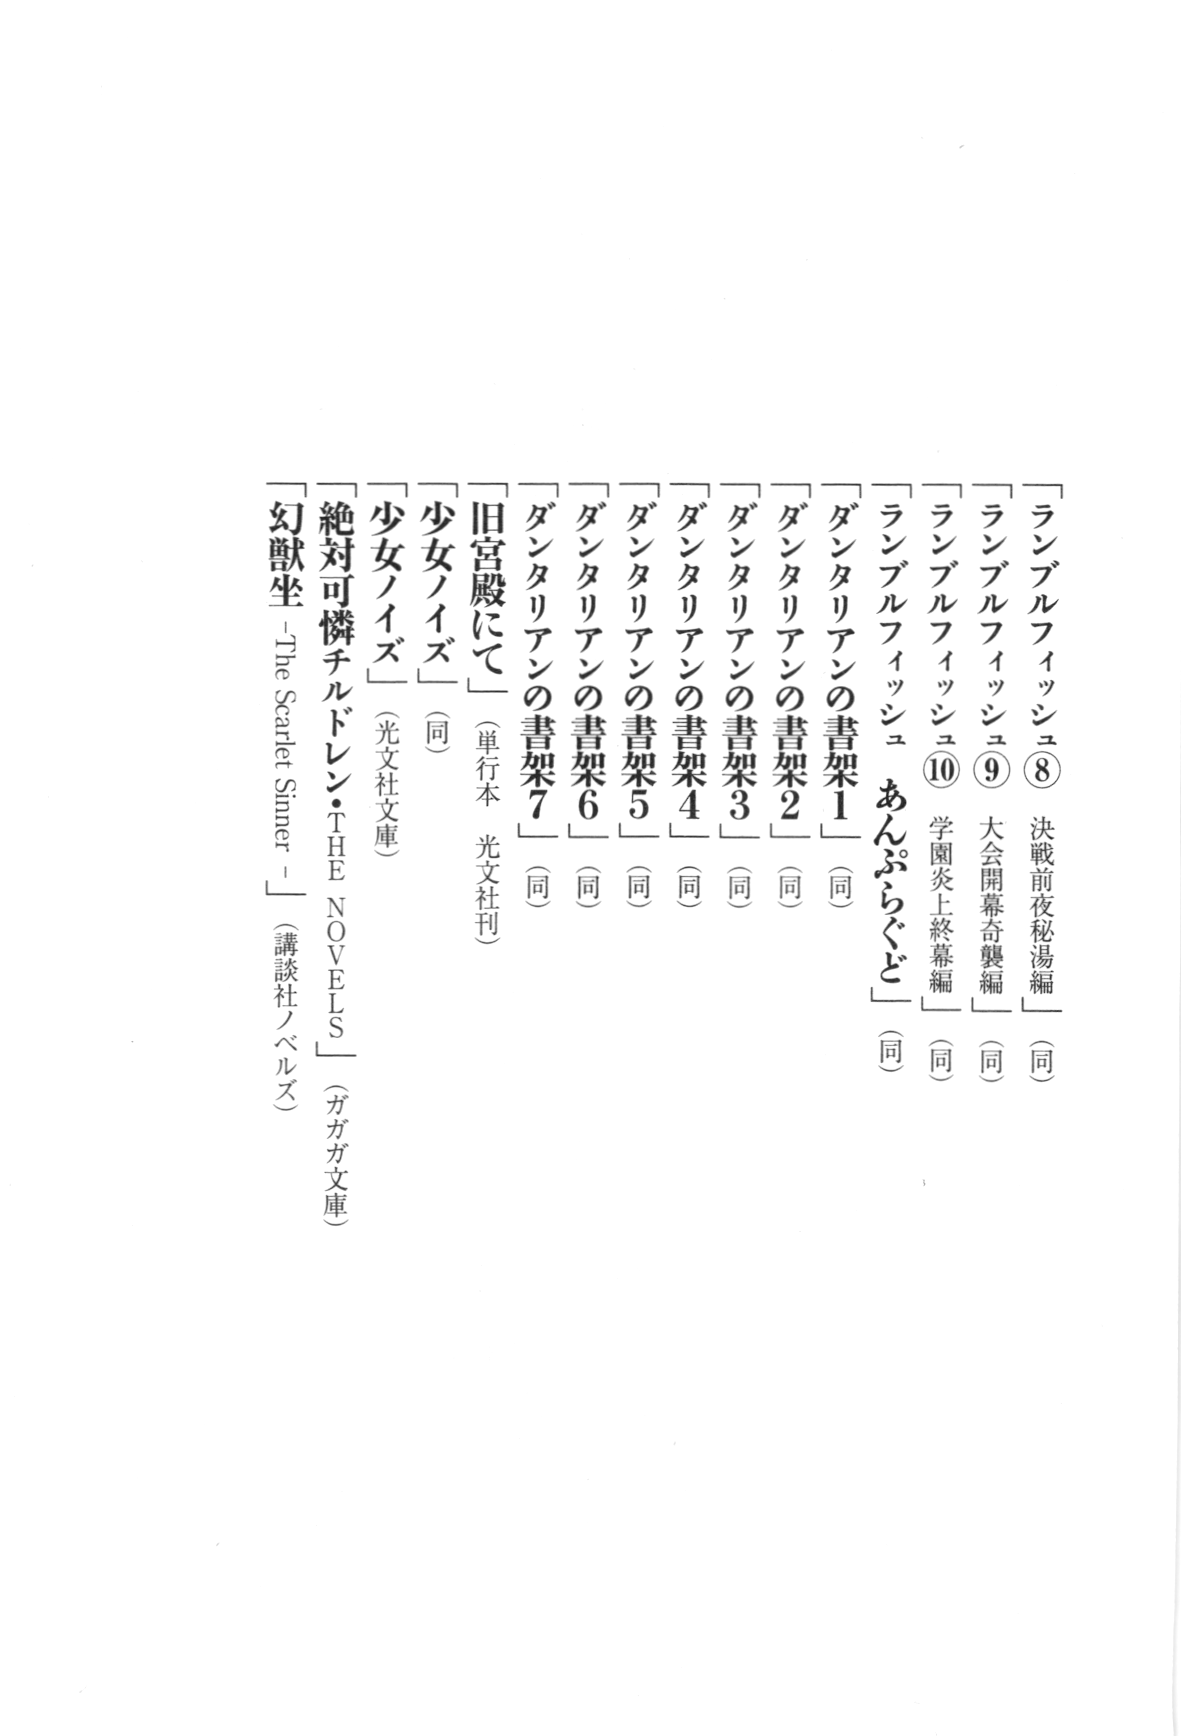 「ランブルフィッシュ⑧　決戦前夜秘湯編」（同）
「ランブルフィッシュ⑨　大会開幕奇襲編」（同）
「ランブルフィッシュ⑩　学園炎上終幕編」（同）
「ランブルフィッシュ　あんぷらぐど」（同）
「ダンタリアンの書架1」（同）
「ダンタリアンの書架2」（同）
「ダンタリアンの書架3」（同）
「ダンタリアンの書架4」（同）
「ダンタリアンの書架5」（同）
「ダンタリアンの書架6」（同）
「ダンタリアンの書架7」（同）
「旧宮殿にて」（単行本　光文社刊）
「少女ノイズ」（同）
「少女ノイズ」（光文社文庫）
「絶対可憐チルドレン・THE NOVELS」（ガガガ文庫）
「幻獣坐 –The Scarlet Sinner –」（講談社ノベルズ）